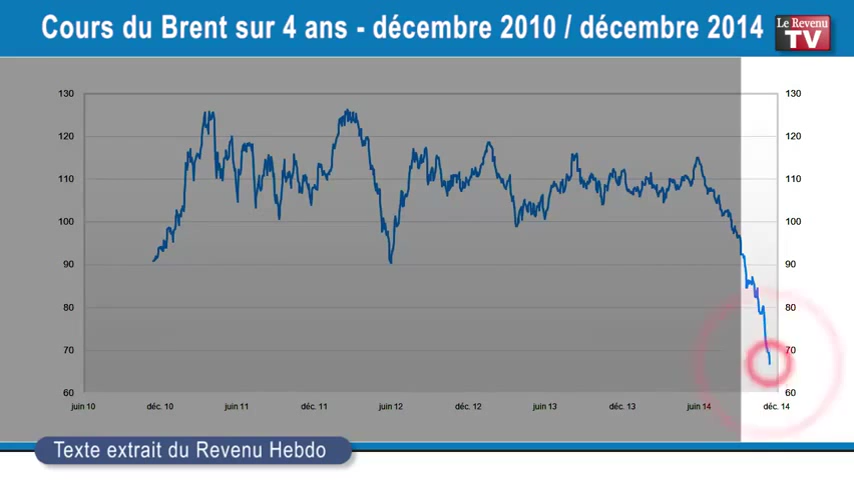 Cours du Brent sur 4 ans - décembre 2010 / décembre 2014
Le Revenu
TV
130 130
120 120
110 110
100 100
90 90
80 80
70 70
60 60
juin 10 déc. 10 juin 11 déc. 11 juin 12 déc. 12 juin 13 déc. 13 juin 14 déc. 14
Texte extrait du Revenu Hebdo